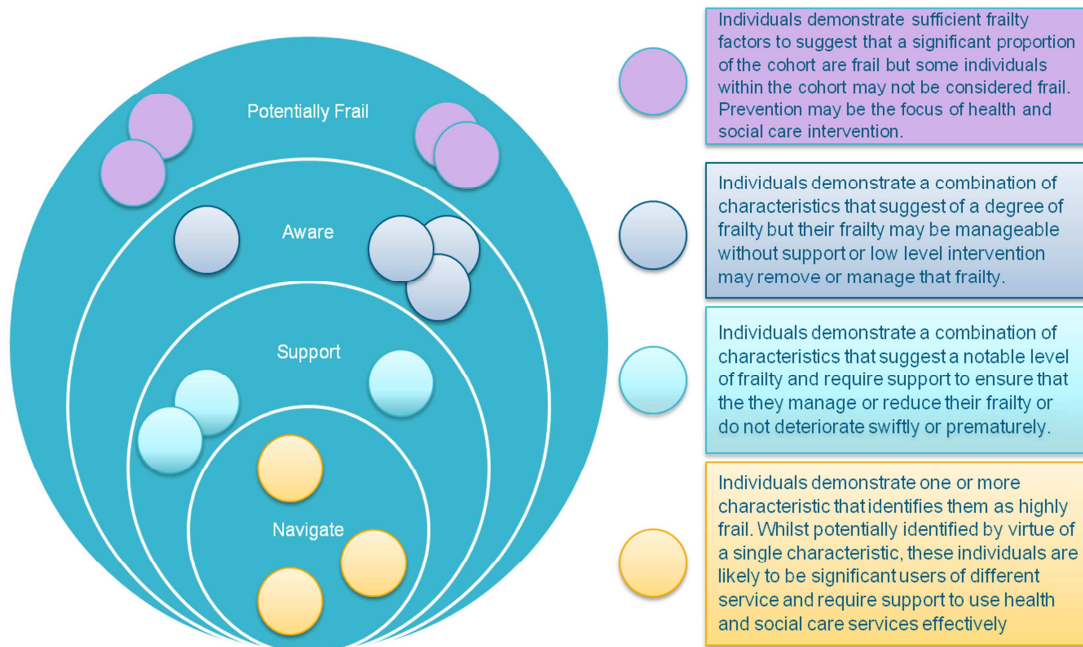 Potentially Frail
Aware
Support
Navigate
Individuals demonstrate sufficient frailty
factors to suggest that a significant proportion
of the cohort are frail but some individuals
within the cohort may not be considered frail.
Prevention may be the focus of health and
social care intervention.
Individuals demonstrate a combination of
characteristics that suggest of a degree of
frailty but their frailty may be manageable
without support or low level intervention
may remove or manage that frailty.
Individuals demonstrate a combination of
characteristics that suggest a notable level
of frailty and require support to ensure that
the they manage or reduce their frailty or
do not deteriorate swiftly or prematurely.
Individuals demonstrate one or more
characteristic that identifies them as highly
frail. Whilst potentially identified by virtue of
a single characteristic, these individuals are
likely to be significant users of different
service and require support to use health
and social care services effectively